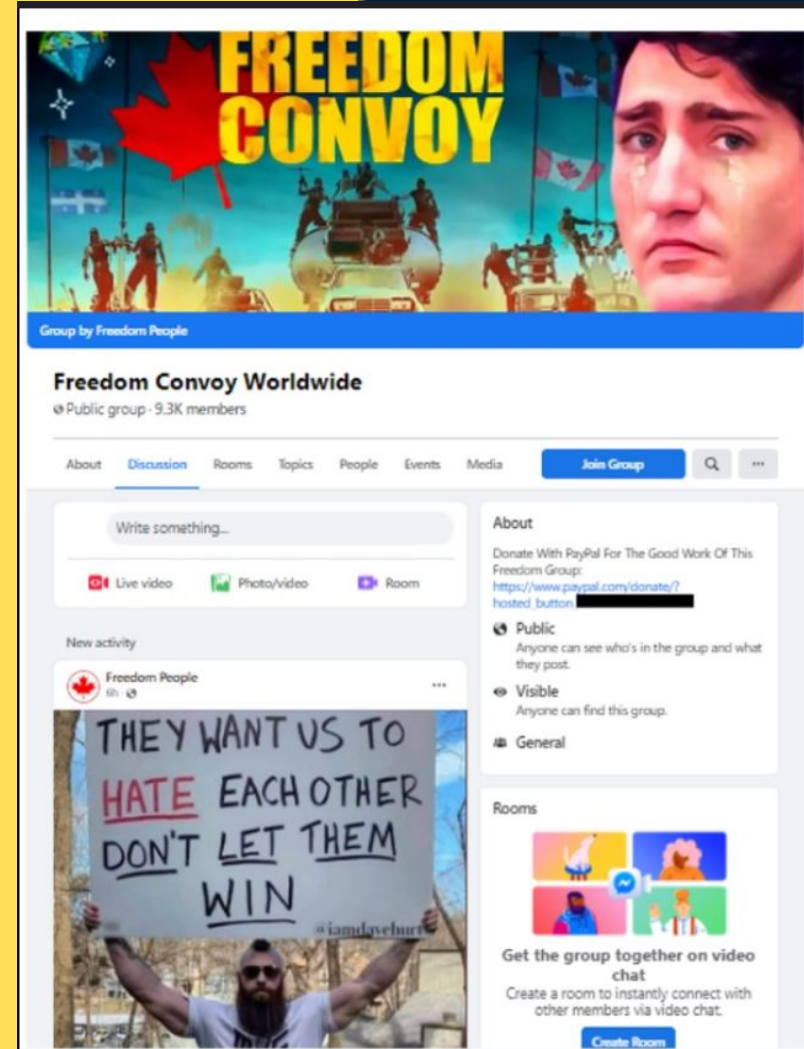 FREEDOM
CONVOY
Group by Freedom People
Freedom Convoy Worldwide
Public group · 9.3K members
About Discussion Rooms Topics People Events Media Join Group
Write something...
Live video Photo/video Room
New activity
Freedom People
6h
THEY WANT US TO
HATE EACH OTHER
DON'T LET THEM
WIN
@iamdavehurt
About
Donate With PayPal For The Good Work Of This
Freedom Group:
https://www.paypal.com/donate/?
hosted_button
Public
Anyone can see who's in the group and what
they post.
Visible
Anyone can find this group.
General
Rooms
Get the group together on video
chat
Create a room to instantly connect with
other members via video chat.
Create Room